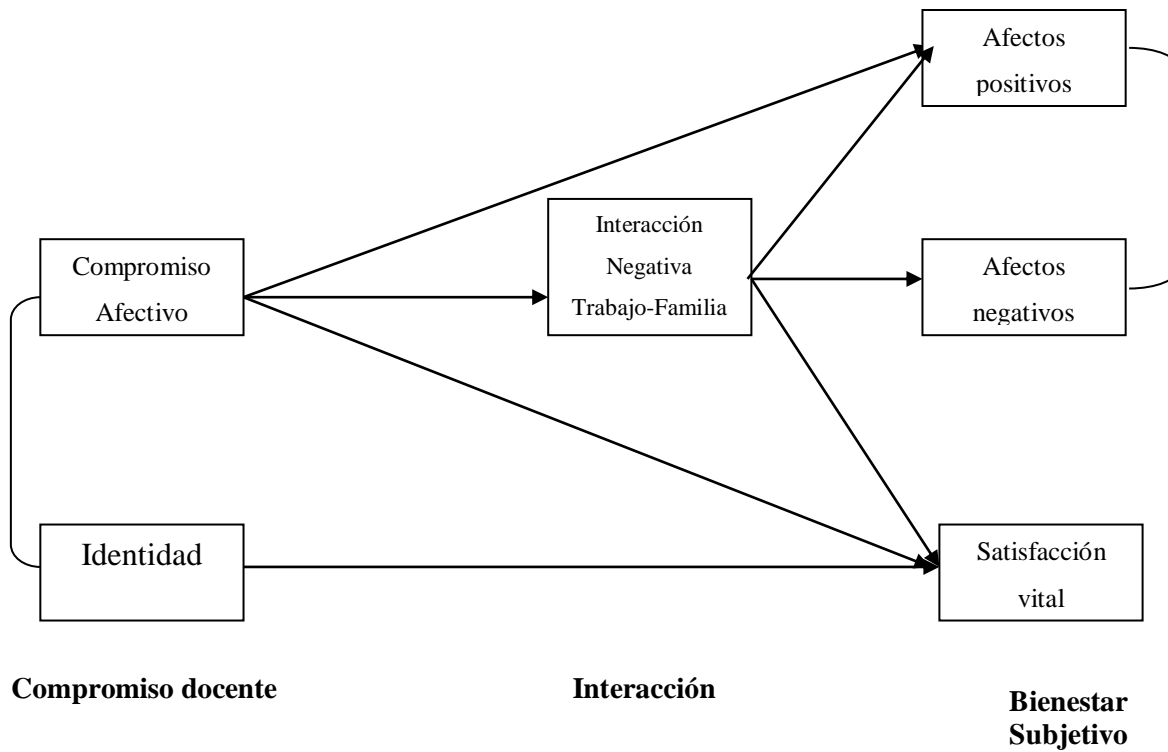 Afectos
positivos
Interacción
Negativa
Trabajo-Familia
Compromiso
Afectivo
Afectos
negativos
Identidad
Satisfacción
vital
Compromiso docente
Interacción
Bienestar
Subjetivo